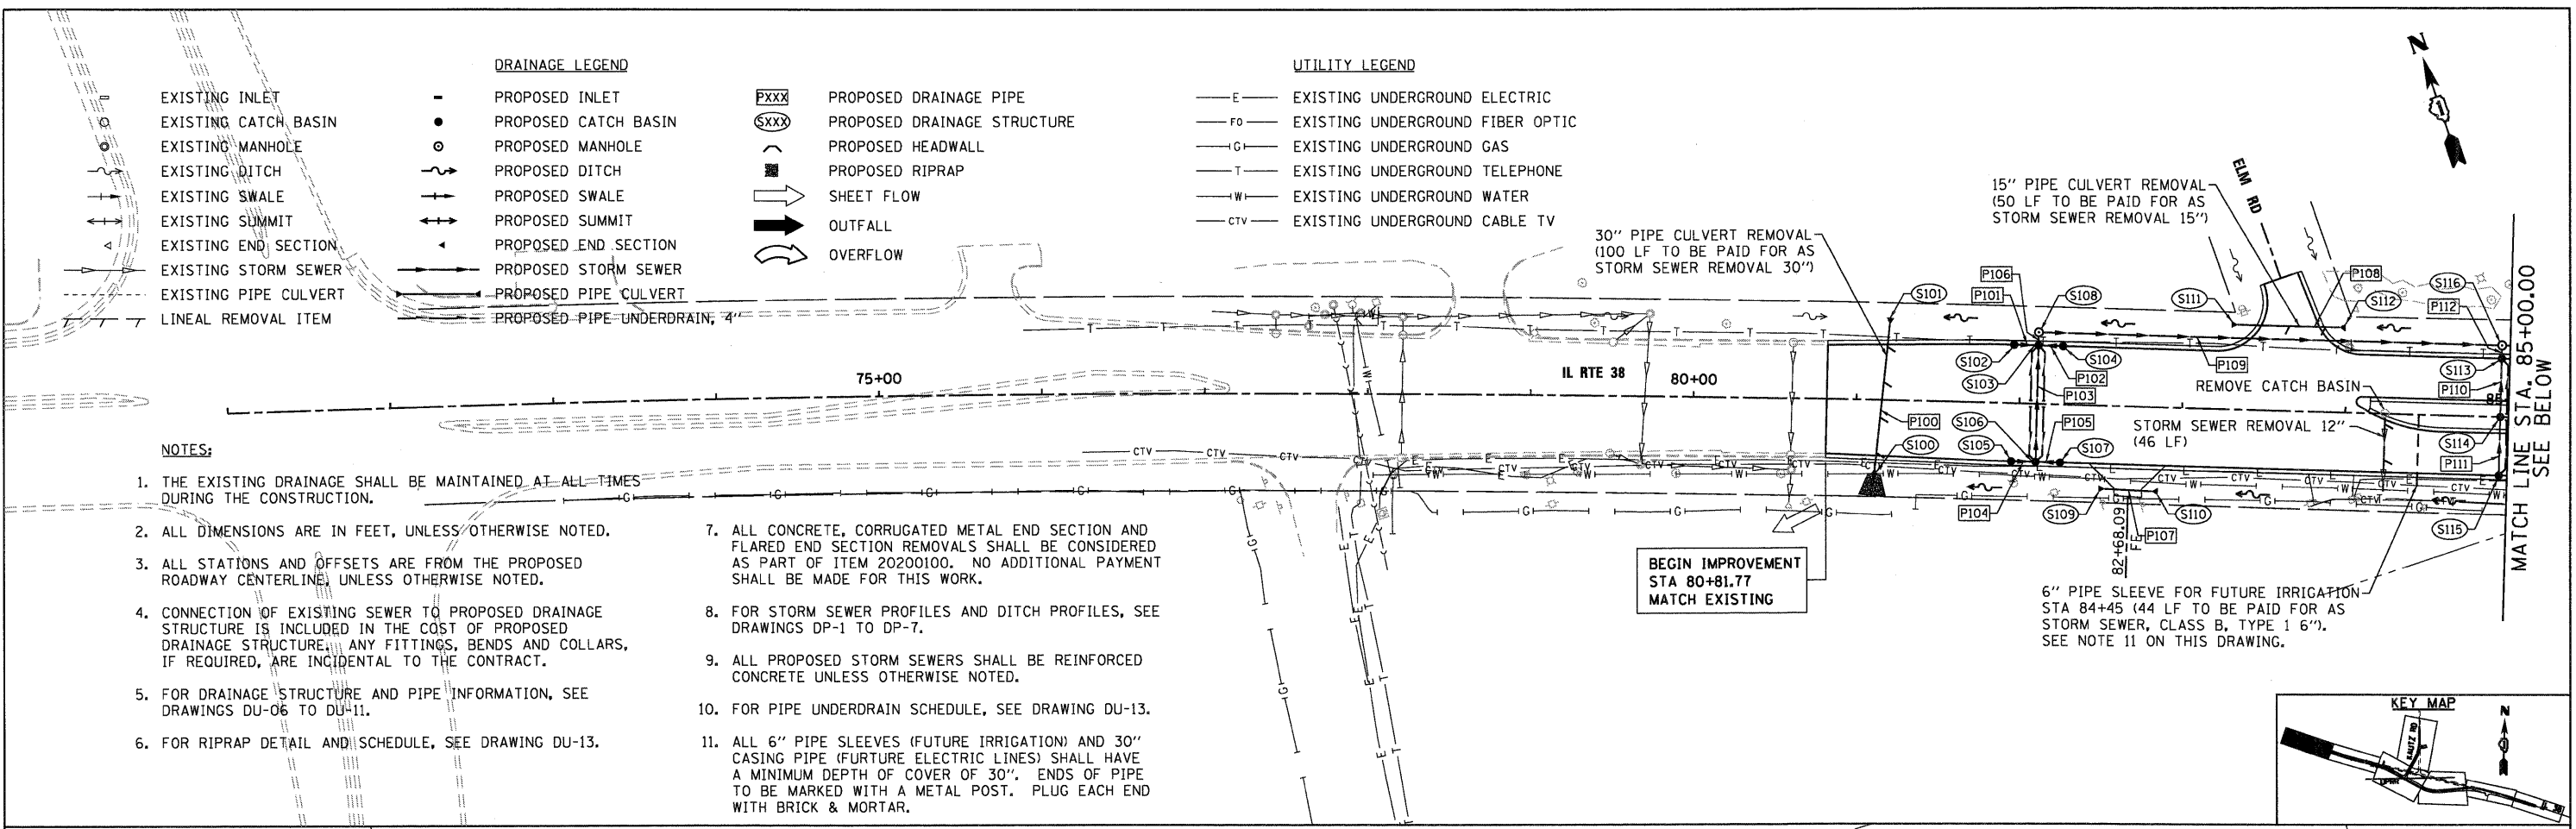 DRAINAGE LEGEND
EXISTING INLET
EXISTING CATCH BASIN
EXISTING MANHOLE
EXISTING DITCH
EXISTING SWALE
EXISTING SUMMIT
EXISTING END SECTION
EXISTING STORM SEWER
EXISTING PIPE CULVERT
LINEAL REMOVAL ITEM
PROPOSED INLET
PROPOSED CATCH BASIN
PROPOSED MANHOLE
PROPOSED DITCH
PROPOSED SWALE
PROPOSED SUMMIT
PROPOSED END SECTION
PROPOSED STORM SEWER
PROPOSED PIPE CULVERT
PROPOSED PIPE UNDERDRAIN, 4"
PXXX PROPOSED DRAINAGE PIPE
SXXX PROPOSED DRAINAGE STRUCTURE
PROPOSED HEADWALL
PROPOSED RIPRAP
SHEET FLOW
OUTFALL
OVERFLOW
UTILITY LEGEND
E EXISTING UNDERGROUND ELECTRIC
FO EXISTING UNDERGROUND FIBER OPTIC
G EXISTING UNDERGROUND GAS
T EXISTING UNDERGROUND TELEPHONE
W EXISTING UNDERGROUND WATER
CTV EXISTING UNDERGROUND CABLE TV
N
ELM RD
15" PIPE CULVERT REMOVAL
(50 LF TO BE PAID FOR AS
STORM SEWER REMOVAL 15")
30" PIPE CULVERT REMOVAL
(100 LF TO BE PAID FOR AS
STORM SEWER REMOVAL 30")
P106
P101
S108
S101
S111
P108
S112
S116
P112
S102
S103
S104
P102
P103
P109
S113
P110
75+00
IL RTE 38
80+00
REMOVE CATCH BASIN
85
P100
S106
P105
S100
S105
S107
STORM SEWER REMOVAL 12"
(46 LF)
S114
P111
P104
S109
S110
P107
S115
82+68.09
FE
MATCH LINE STA. 85+00.00
SEE BELOW
BEGIN IMPROVEMENT
STA 80+81.77
MATCH EXISTING
6" PIPE SLEEVE FOR FUTURE IRRIGATION
STA 84+45 (44 LF TO BE PAID FOR AS
STORM SEWER, CLASS B, TYPE 1 6").
SEE NOTE 11 ON THIS DRAWING.
NOTES:
1. THE EXISTING DRAINAGE SHALL BE MAINTAINED AT ALL TIMES
DURING THE CONSTRUCTION.
2. ALL DIMENSIONS ARE IN FEET, UNLESS OTHERWISE NOTED.
3. ALL STATIONS AND OFFSETS ARE FROM THE PROPOSED
ROADWAY CENTERLINE, UNLESS OTHERWISE NOTED.
4. CONNECTION OF EXISTING SEWER TO PROPOSED DRAINAGE
STRUCTURE IS INCLUDED IN THE COST OF PROPOSED
DRAINAGE STRUCTURE. ANY FITTINGS, BENDS AND COLLARS,
IF REQUIRED, ARE INCIDENTAL TO THE CONTRACT.
5. FOR DRAINAGE STRUCTURE AND PIPE INFORMATION, SEE
DRAWINGS DU-06 TO DU-11.
6. FOR RIPRAP DETAIL AND SCHEDULE, SEE DRAWING DU-13.
7. ALL CONCRETE, CORRUGATED METAL END SECTION AND
FLARED END SECTION REMOVALS SHALL BE CONSIDERED
AS PART OF ITEM 20200100. NO ADDITIONAL PAYMENT
SHALL BE MADE FOR THIS WORK.
8. FOR STORM SEWER PROFILES AND DITCH PROFILES, SEE
DRAWINGS DP-1 TO DP-7.
9. ALL PROPOSED STORM SEWERS SHALL BE REINFORCED
CONCRETE UNLESS OTHERWISE NOTED.
10. FOR PIPE UNDERDRAIN SCHEDULE, SEE DRAWING DU-13.
11. ALL 6" PIPE SLEEVES (FUTURE IRRIGATION) AND 30"
CASING PIPE (FURTURE ELECTRIC LINES) SHALL HAVE
A MINIMUM DEPTH OF COVER OF 30". ENDS OF PIPE
TO BE MARKED WITH A METAL POST. PLUG EACH END
WITH BRICK & MORTAR.
KEY MAP
N
KAUTZ RD